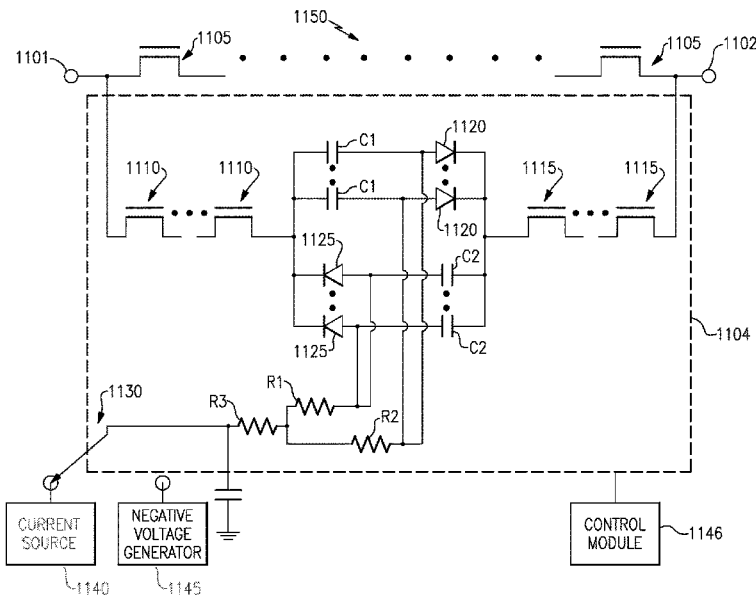 1150
1101
1105
1105
1102
C1
1120
1110
1110
C1
1115
1115
1120
1125
C2
1125
C2
1104
R1
1130
R3
R2
CURRENT
SOURCE
NEGATIVE
VOLTAGE
GENERATOR
CONTROL
MODULE
1146
1140
1145